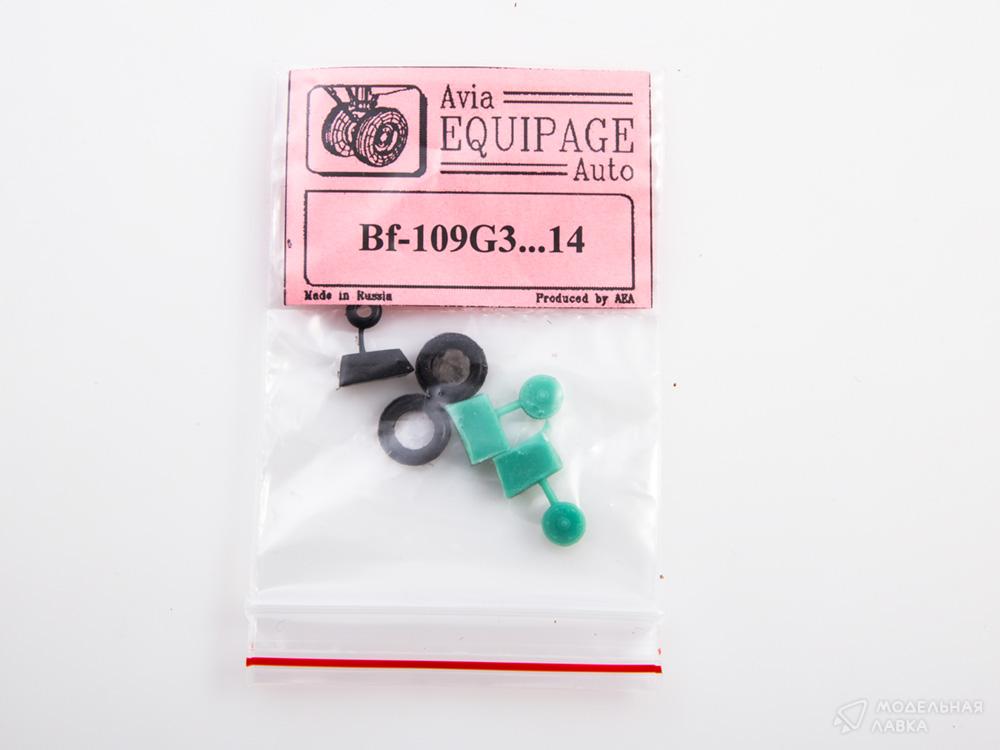 Avia
EQUIPAGE
Auto
Bf-109G3...14
Made in Russia
Produced by AEA
МОДЕЛЬНАЯ
ЛАВКА